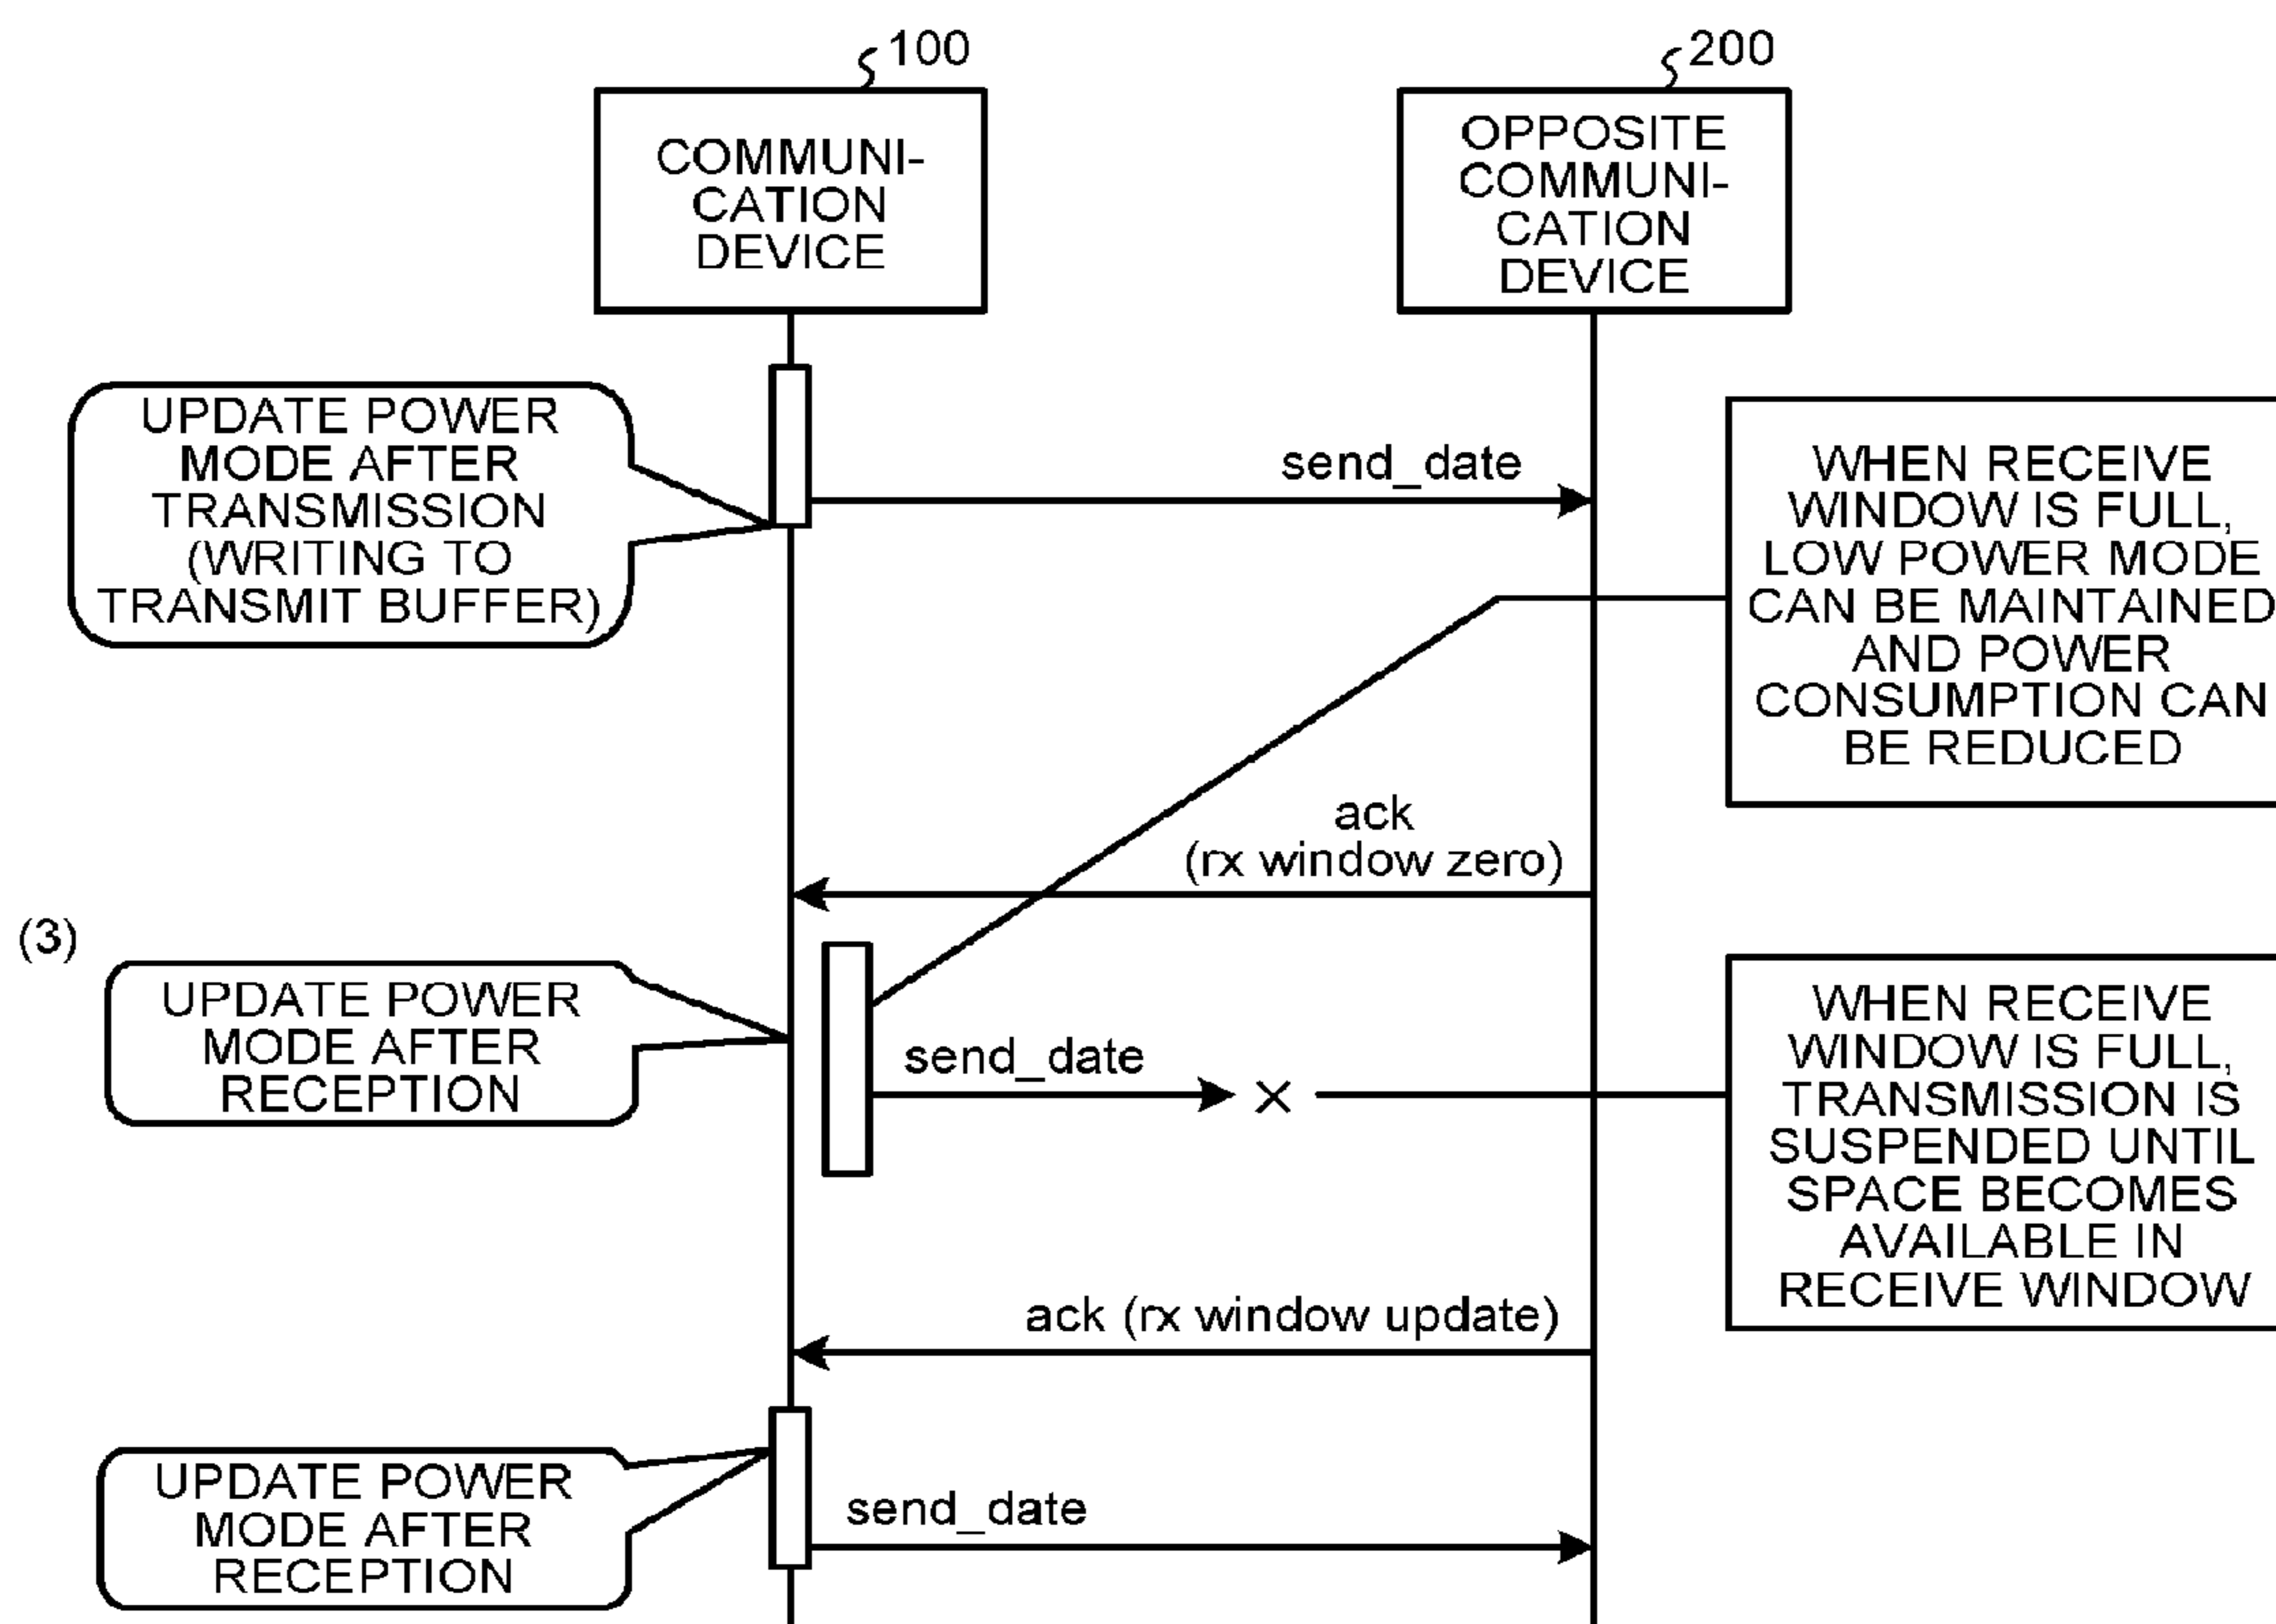 100
200
COMMUNI-
CATION
DEVICE
OPPOSITE
COMMUNI-
CATION
DEVICE
UPDATE POWER
MODE AFTER
TRANSMISSION
(WRITING TO
TRANSMIT BUFFER)
send_date
WHEN RECEIVE
WINDOW IS FULL,
LOW POWER MODE
CAN BE MAINTAINED
AND POWER
CONSUMPTION CAN
BE REDUCED
ack
(rx window zero)
(3)
UPDATE POWER
MODE AFTER
RECEPTION
send_date
×
WHEN RECEIVE
WINDOW IS FULL,
TRANSMISSION IS
SUSPENDED UNTIL
SPACE BECOMES
AVAILABLE IN
RECEIVE WINDOW
ack (rx window update)
UPDATE POWER
MODE AFTER
RECEPTION
send_date